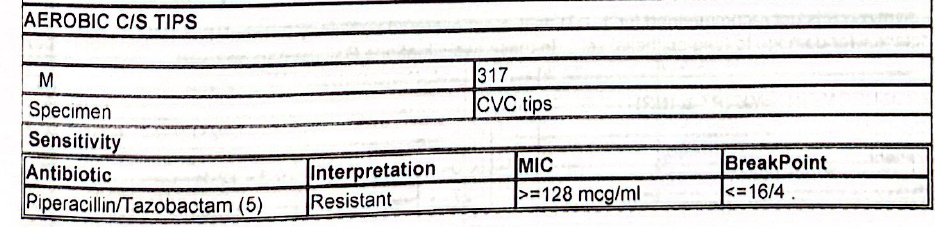 AEROBIC C/S TIPS
M 317
Specimen CVC tips
Sensitivity
Antibiotic Interpretation MIC BreakPoint
Piperacillin/Tazobactam (5) Resistant >=128 mcg/ml <=16/4 .